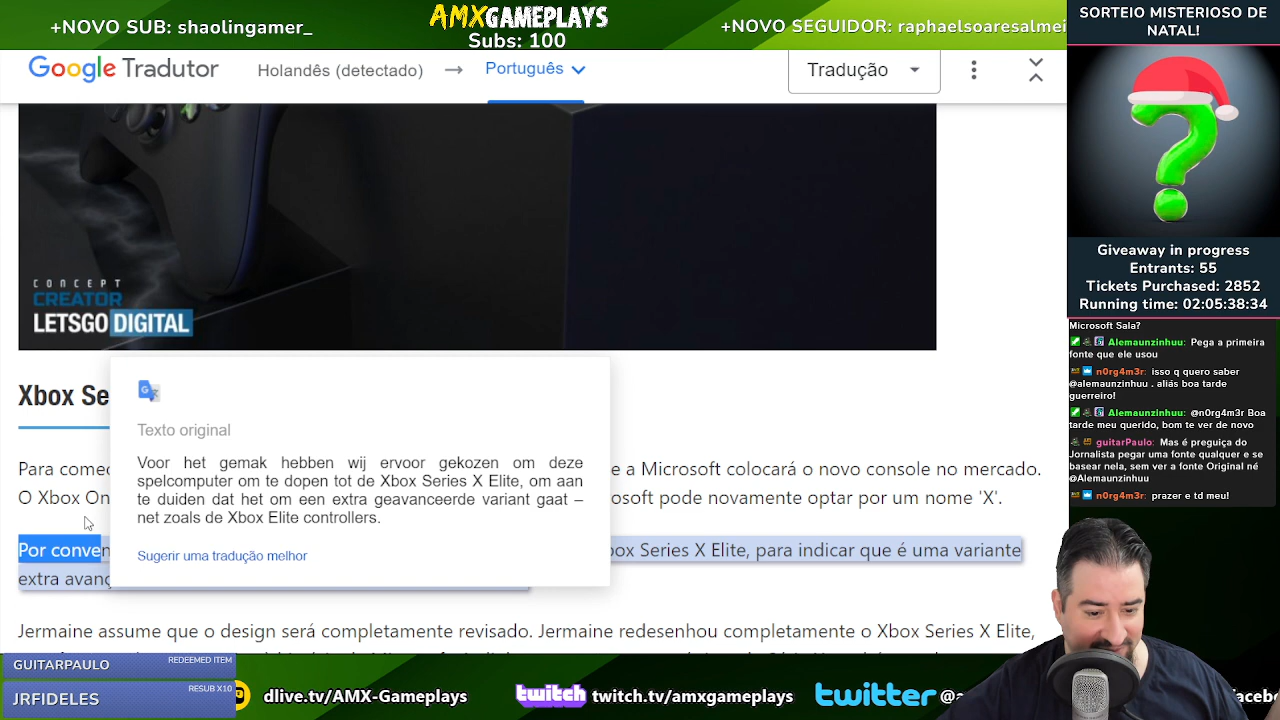 +NOVO SUB: shaolingamer_
AMXGAMEPLAYS
Subs: 100
+NOVO SEGUIDOR: raphaelsoaresalmei
SORTEIO MISTERIOSO DE
NATAL!
Google Tradutor
Holandês (detectado)
Português
Tradução
CONCEPT
CREATOR
LETSGO DIGITAL
Xbox Se
Texto original
Voor het gemak hebben wij ervoor gekozen om deze
spelcomputer om te dopen tot de Xbox Series X Elite, om aan
te duiden dat het om een extra geavanceerde variant gaat –
net zoals de Xbox Elite controllers.
Sugerir uma tradução melhor
Para come
e a Microsoft colocará o novo console no mercado.
O Xbox On
osoft pode novamente optar por um nome 'X'.
Por conve
box Series X Elite, para indicar que é uma variante
extra avan
Jermaine assume que o design será completamente revisado. Jermaine redesenhou completamente o Xbox Series X Elite,
Giveaway in progress
Entrants: 55
Tickets Purchased: 2852
Running time: 02:05:38:34
Microsoft Sala?
Alemaunzinhuu: Pega a primeira
fonte que ele usou
n0rg4m3r: isso q quero saber
@alemaunzinhuu . aliás boa tarde
guerreiro!
Alemaunzinhuu: @n0rg4m3r Boa
tarde meu querido, bom te ver de novo
guitarPaulo: Mas é preguiça do
Jornalista pegar uma fonte qualquer e se
basear nela, sem ver a fonte Original né
@Alemaunzinhuu
n0rg4m3r: prazer e td meu!
GUITARPAULO
REDEEMED ITEM
JRFIDELES
RESUB X10
dlive.tv/AMX-Gameplays
twitch
twitch.tv/amxgameplays
twitter